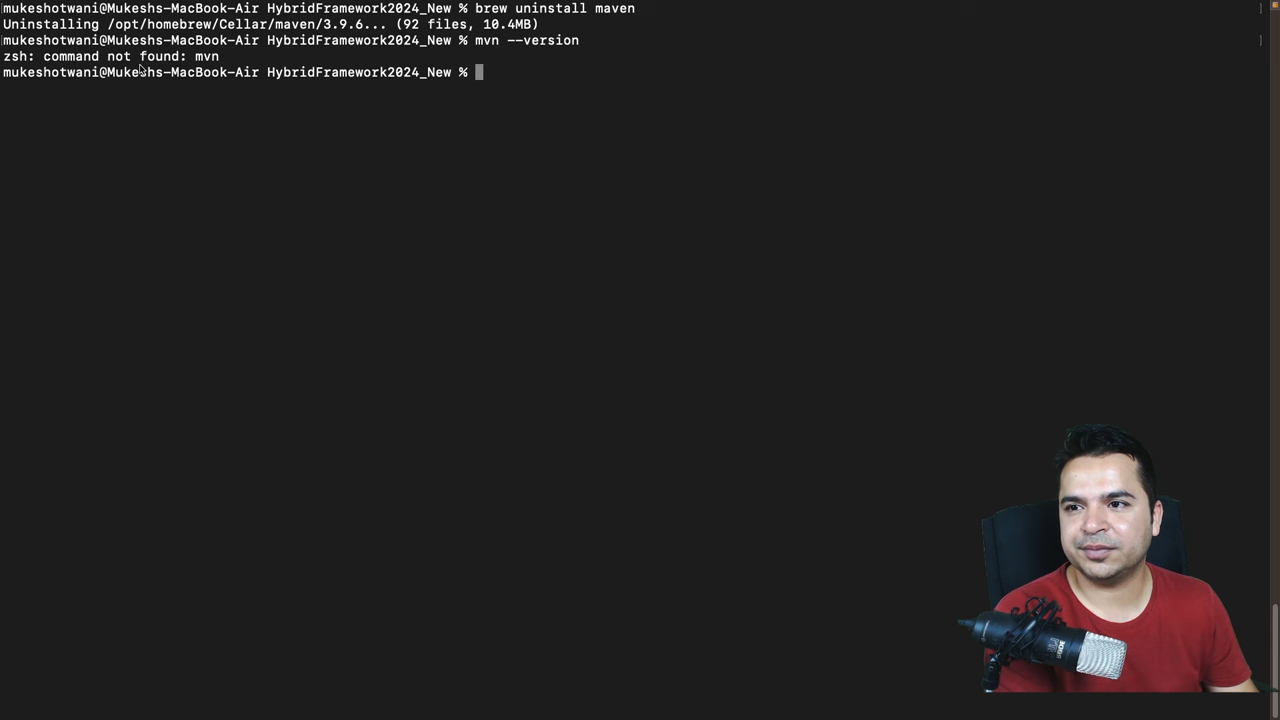 mukeshotwani@Mukeshs-MacBook-Air HybridFramework2024_New % brew uninstall maven
Uninstalling /opt/homebrew/Cellar/maven/3.9.6... (92 files, 10.4MB)
mukeshotwani@Mukeshs-MacBook-Air HybridFramework2024_New % mvn --version
zsh: command not found: mvn
mukeshotwani@Mukeshs-MacBook-Air HybridFramework2024_New %